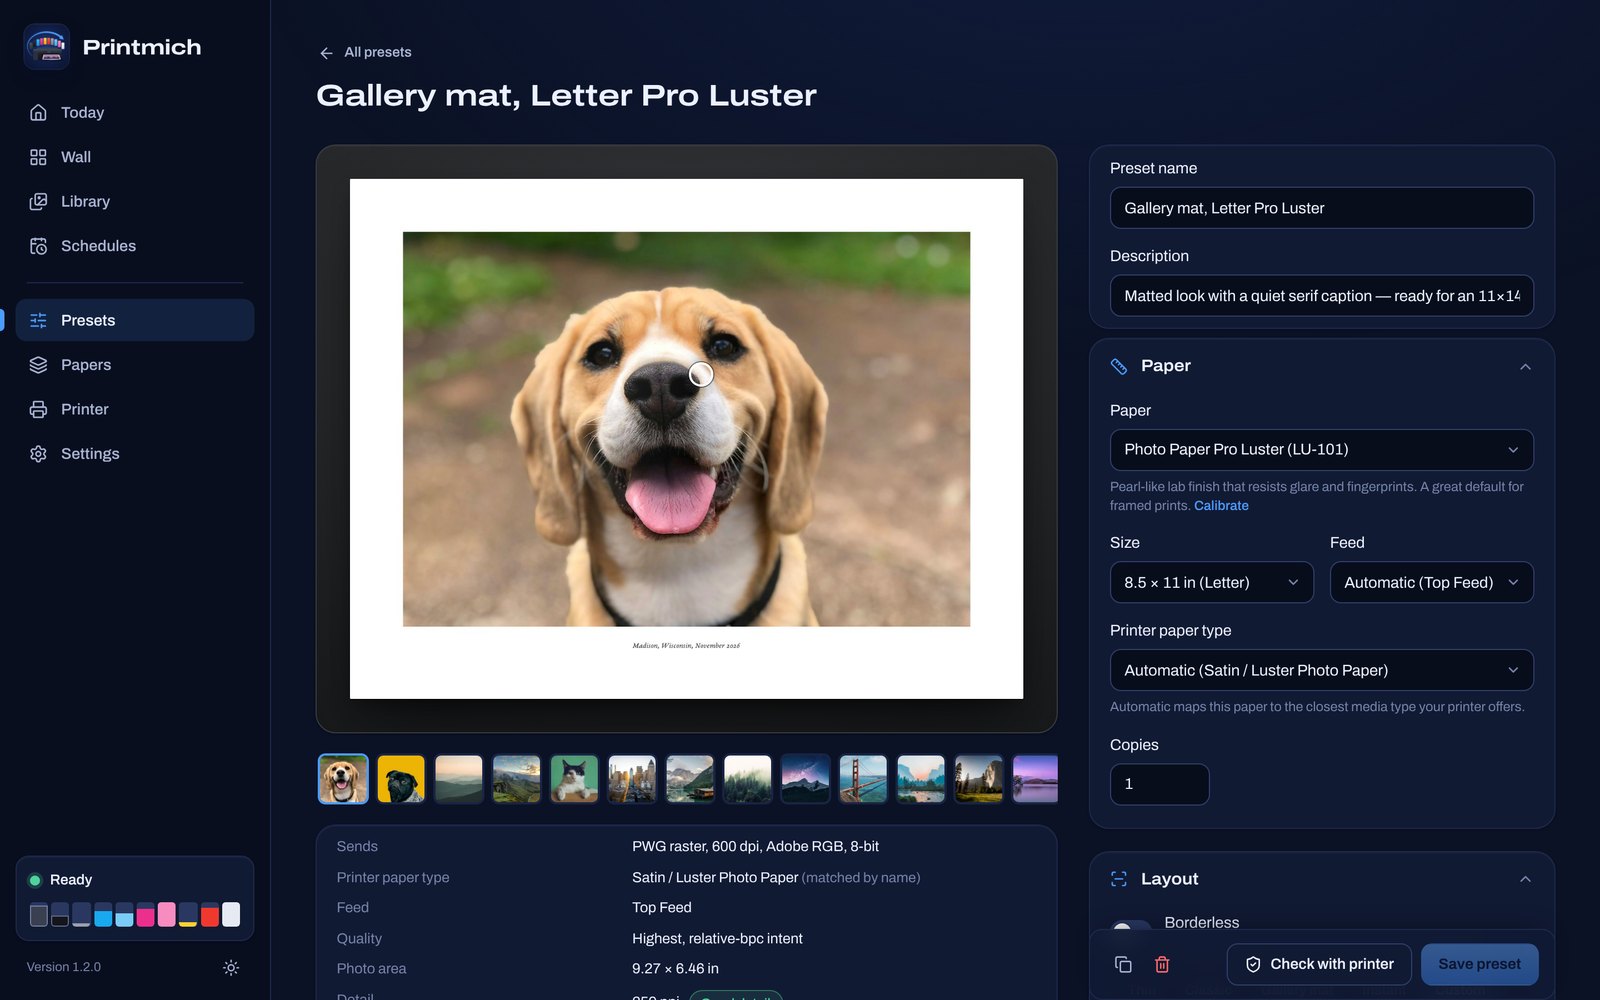 Printmich
Today
Wall
Library
Schedules
Presets
Papers
Printer
Settings
Ready
Version 1.2.0
All presets
Gallery mat, Letter Pro Luster
Madison, Wisconsin, November 2026
Sends PWG raster, 600 dpi, Adobe RGB, 8-bit
Printer paper type Satin / Luster Photo Paper (matched by name)
Feed Top Feed
Quality Highest, relative-bpc intent
Photo area 9.27 × 6.46 in
Detail
Preset name
Gallery mat, Letter Pro Luster
Description
Matted look with a quiet serif caption — ready for an 11×14
Paper
Paper
Photo Paper Pro Luster (LU-101)
Pearl-like lab finish that resists glare and fingerprints. A great default for
framed prints. Calibrate
Size Feed
8.5 × 11 in (Letter) Automatic (Top Feed)
Printer paper type
Automatic (Satin / Luster Photo Paper)
Automatic maps this paper to the closest media type your printer offers.
Copies
1
Layout
Borderless
Check with printer Save preset